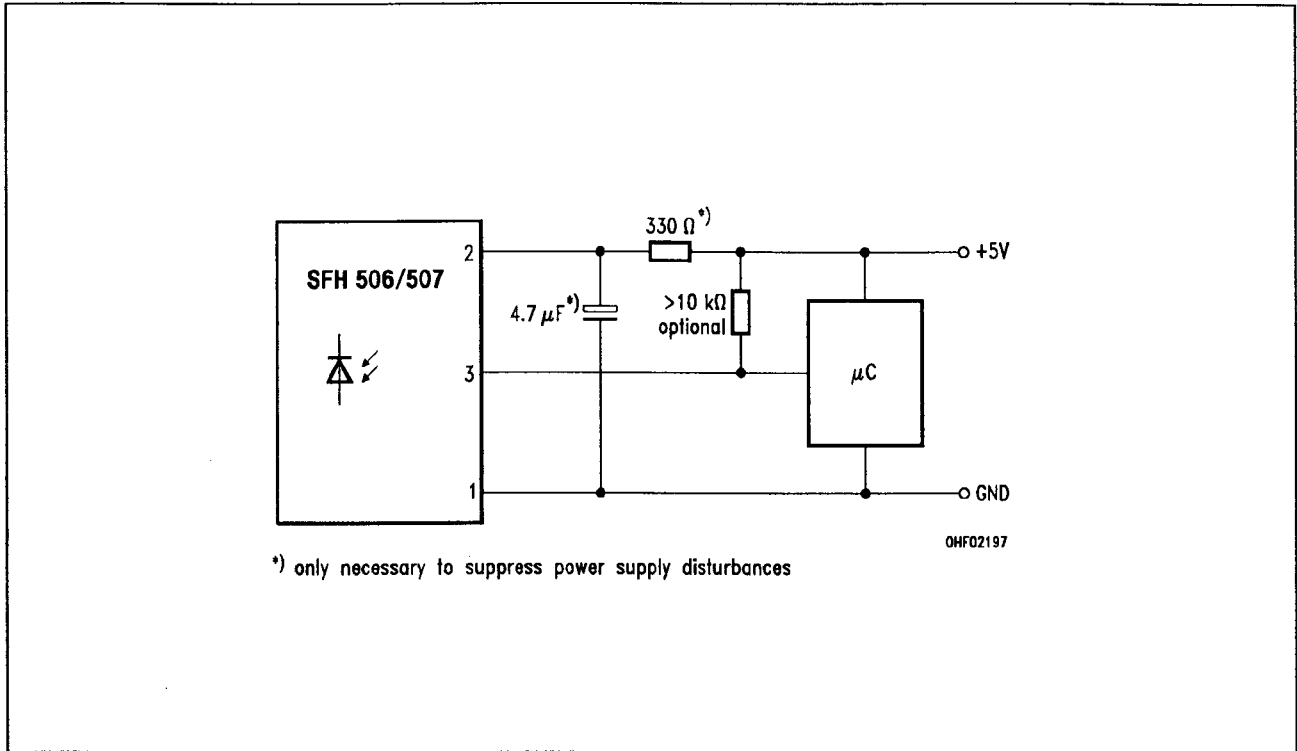 330 Ω*)
2
+5V
SFH 506/507
4.7 µF*)
>10 kΩ
optional
3
µC
1
GND
OHF02197
*) only necessary to suppress power supply disturbances